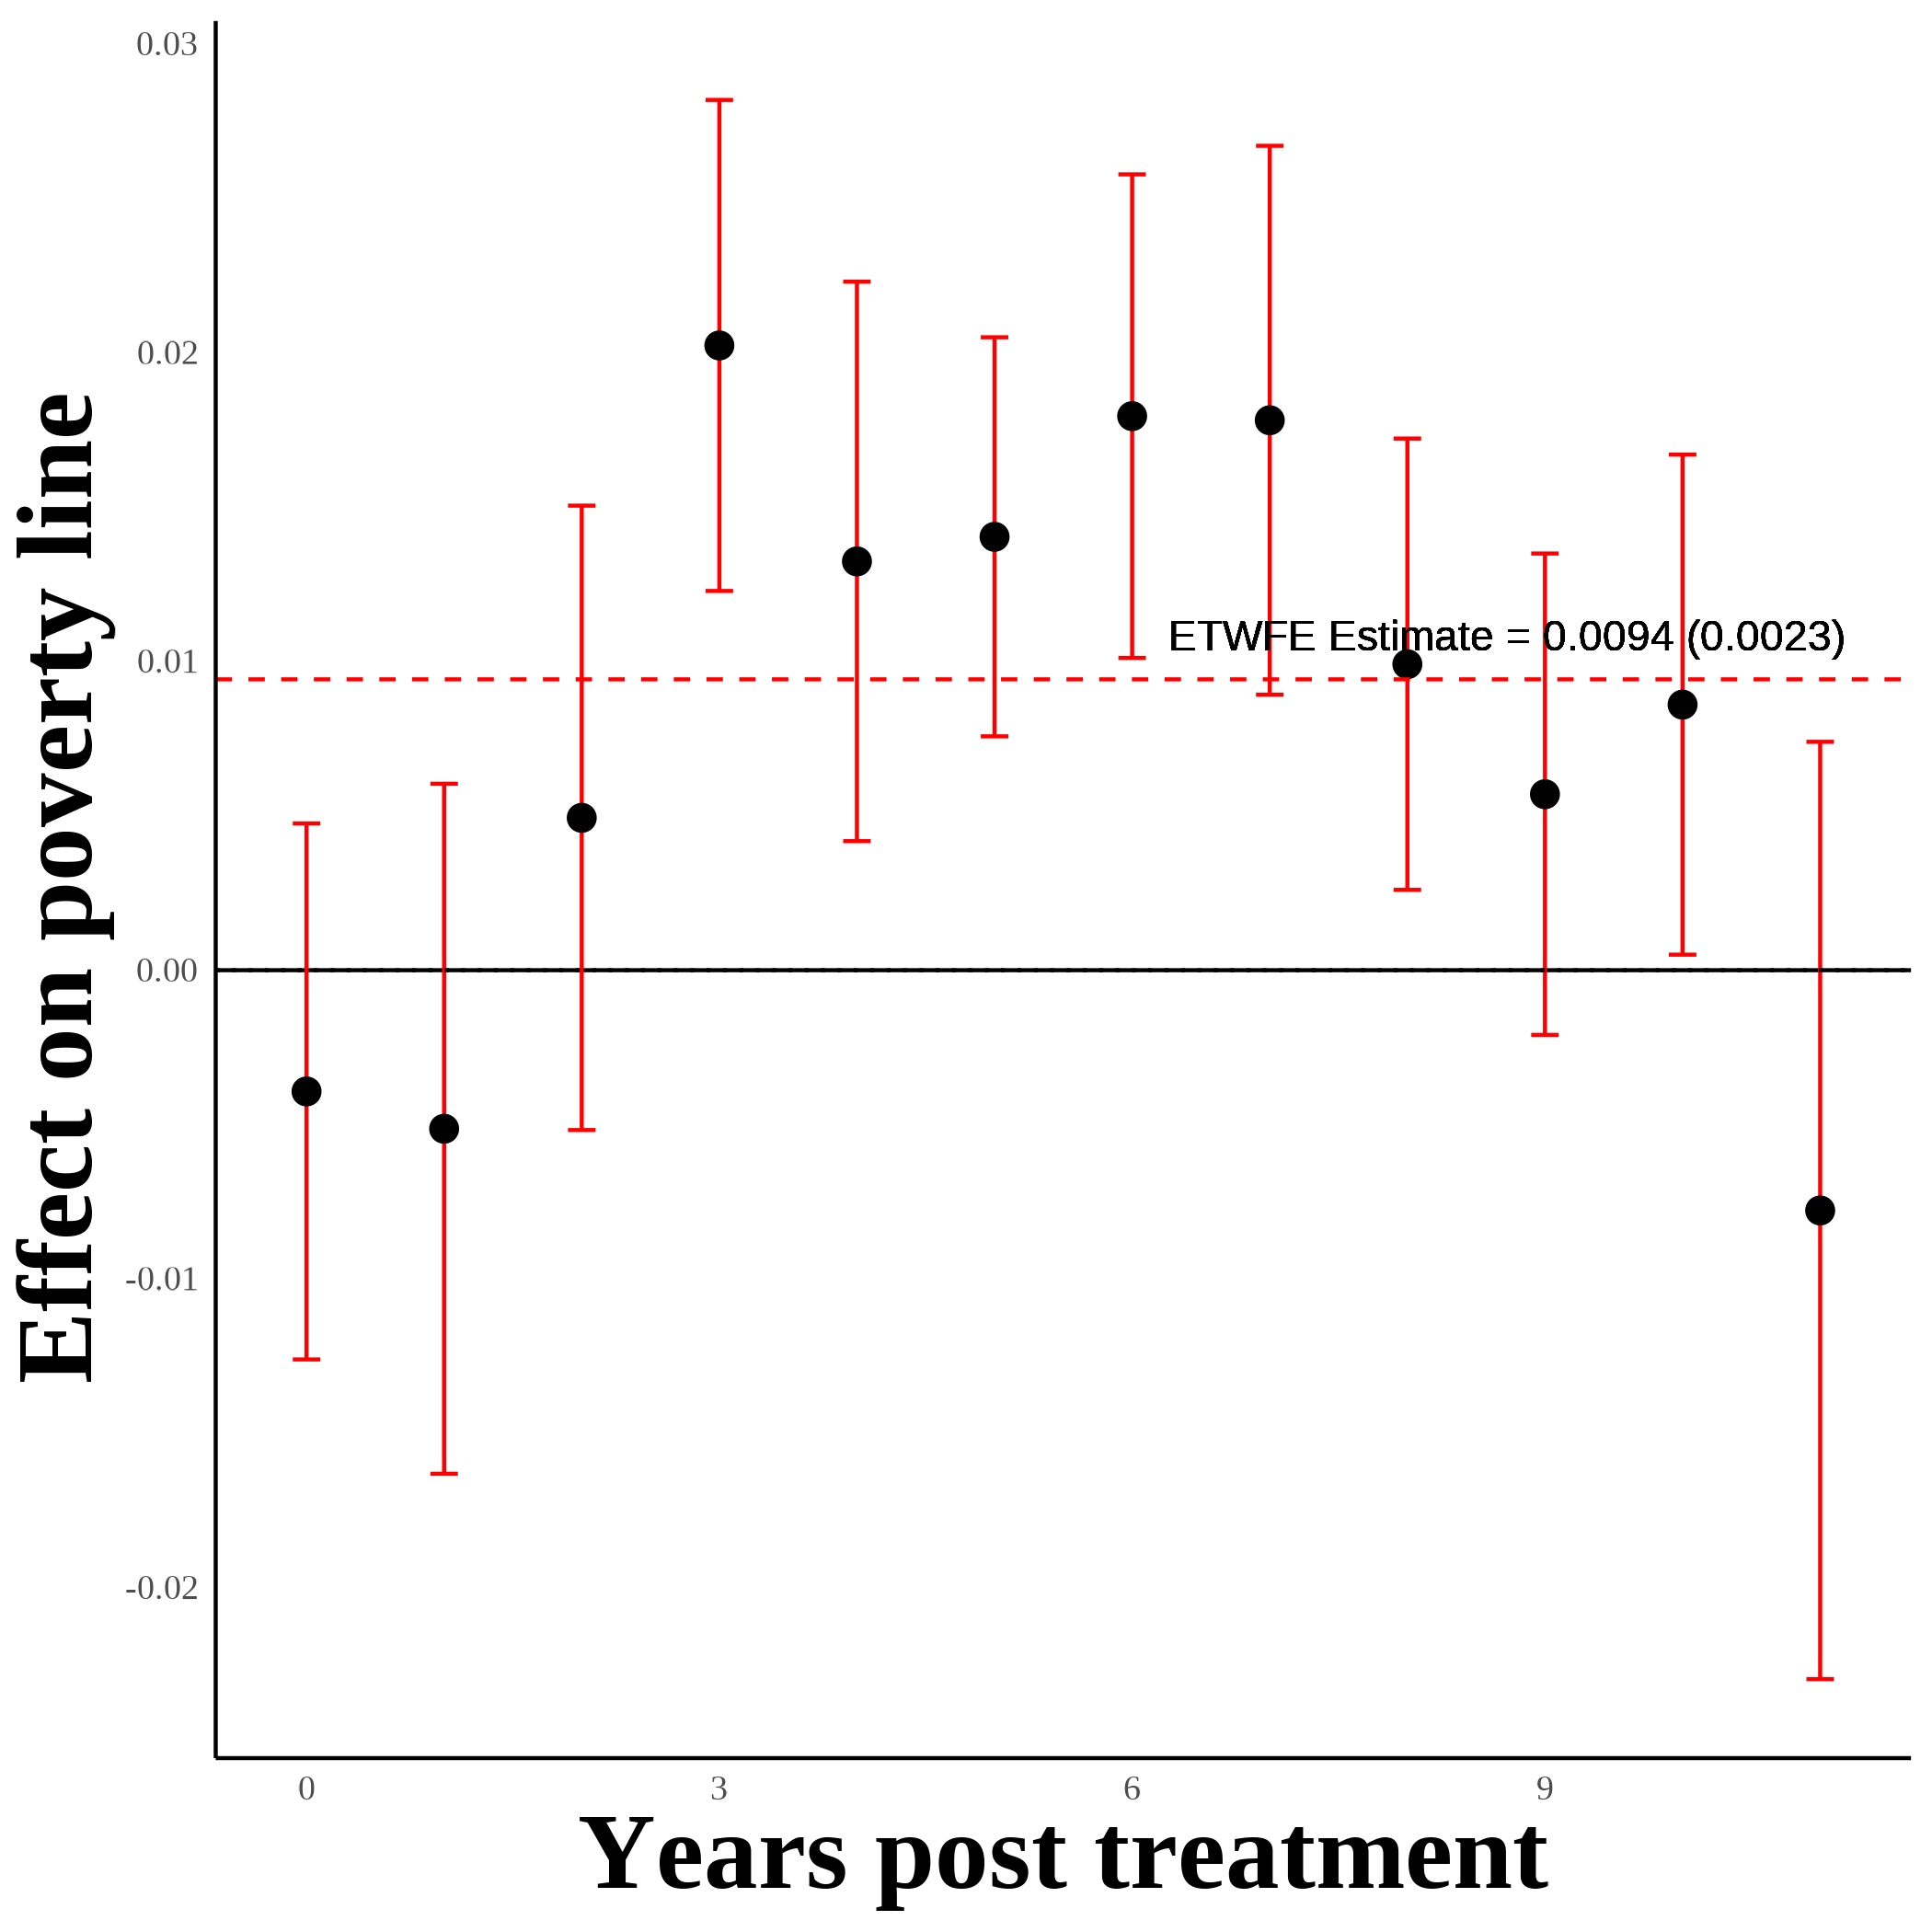 Effect on poverty line
0.03
0.02
0.01
0.00
-0.01
-0.02
ETWFE Estimate = 0.0094 (0.0023)
0 3 6 9
Years post treatment